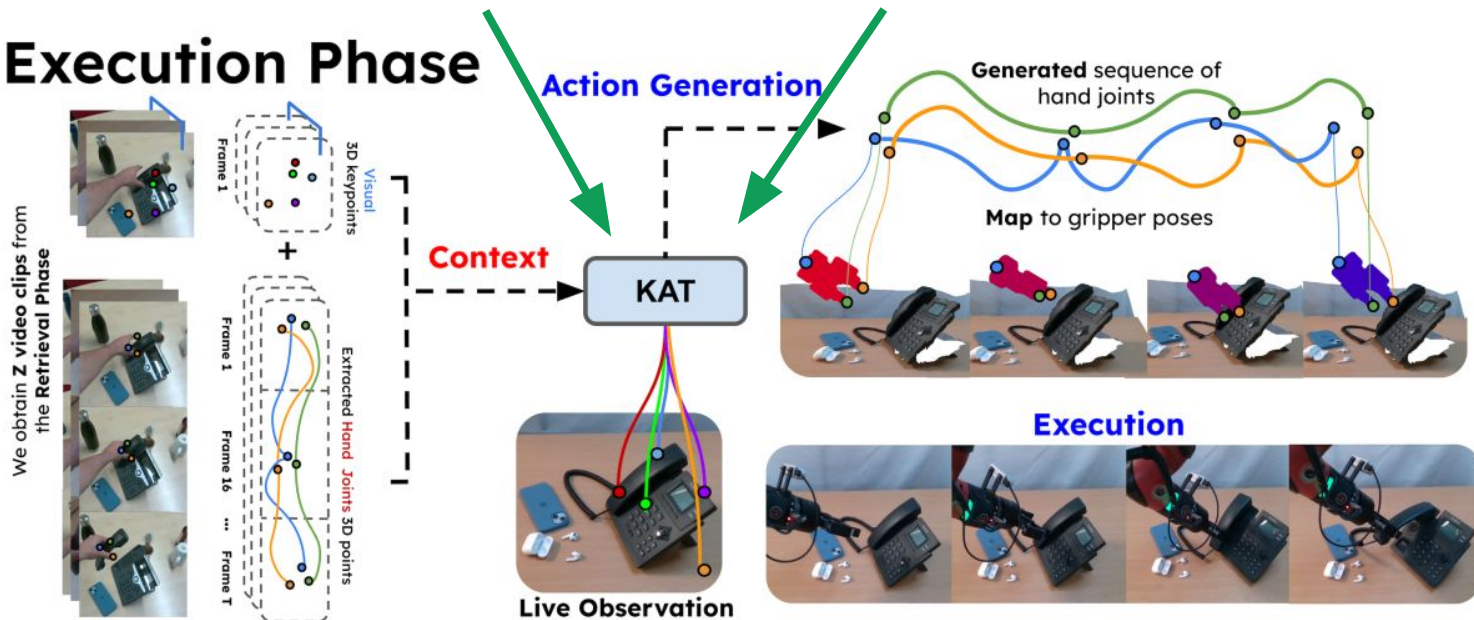 Execution Phase
We obtain Z video clips from
the Retrieval Phase
Frame 1
Visual
3D keypoints
+
Frame 1
Frame 16
...
Frame T
Extracted Hand Joints 3D points
Context
KAT
Live Observation
Action Generation
Generated sequence of
hand joints
Map to gripper poses
Execution